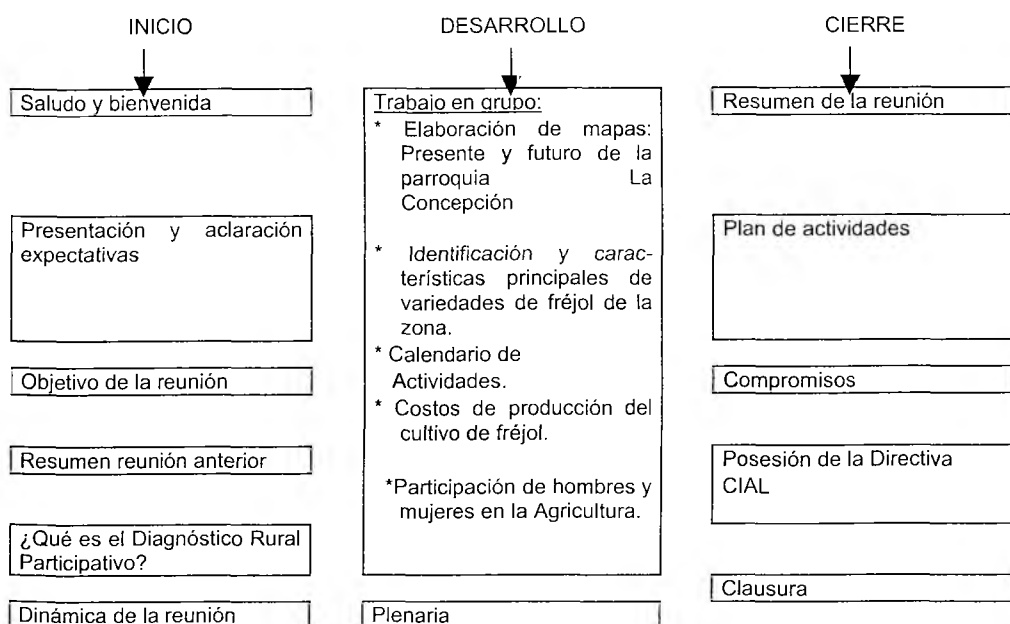 INICIO
Saludo y bienvenida
Presentación y aclaración
expectativas
Objetivo de la reunión
Resumen reunión anterior
¿Qué es el Diagnóstico Rural
Participativo?
Dinámica de la reunión
DESARROLLO
Trabajo en grupo:
* Elaboración de mapas:
Presente y futuro de la
parroquia La
Concepción
* Identificación y carac-
terísticas principales de
variedades de fréjol de la
zona.
* Calendario de
Actividades.
* Costos de producción del
cultivo de fréjol.
*Participación de hombres y
mujeres en la Agricultura.
Plenaria
CIERRE
Resumen de la reunión
Plan de actividades
Compromisos
Posesión de la Directiva
CIAL
Clausura